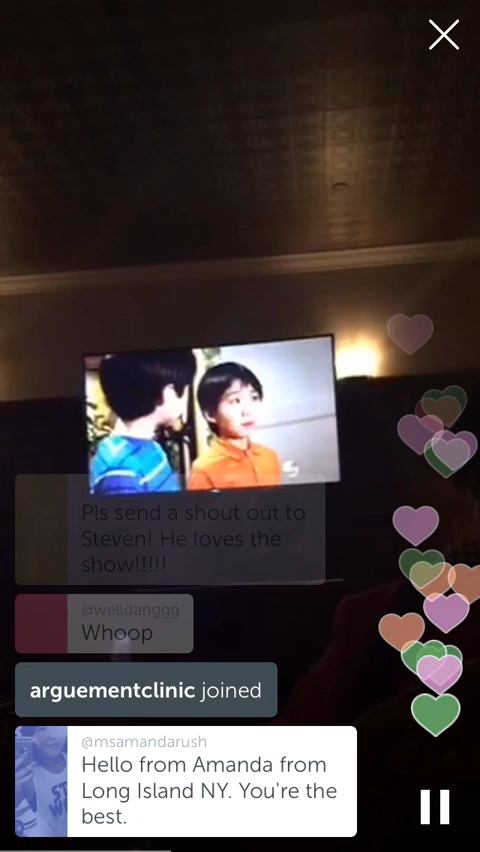 Pls send a shout out to
Steven! He loves the
show!!!!!
@welldanggg
Whoop
arguementclinic joined
@msamandarush
Hello from Amanda from
Long Island NY. You're the
best.